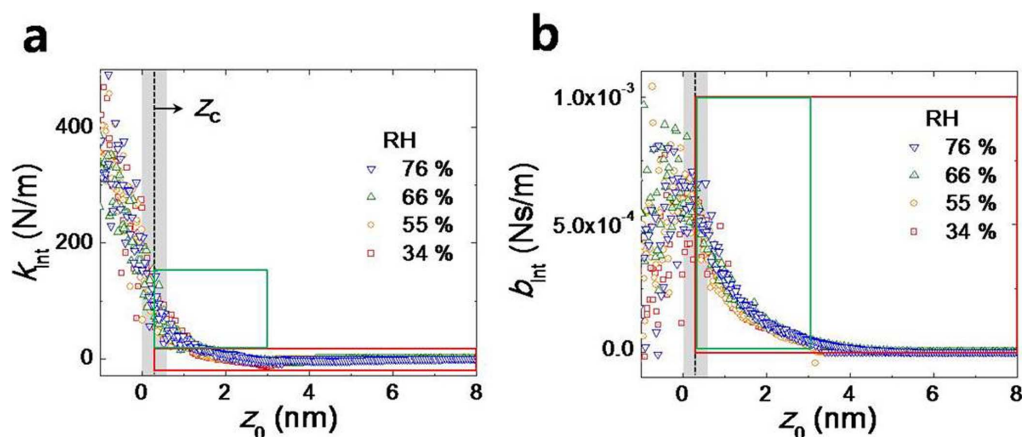 a
400
200
0
k_int (N/m)
z_c
RH
76 %
66 %
55 %
34 %
0 2 4 6 8
z_0 (nm)
b
1.0x10^-3
5.0x10^-4
0.0
b_int (Ns/m)
RH
76 %
66 %
55 %
34 %
0 2 4 6 8
z_0 (nm)